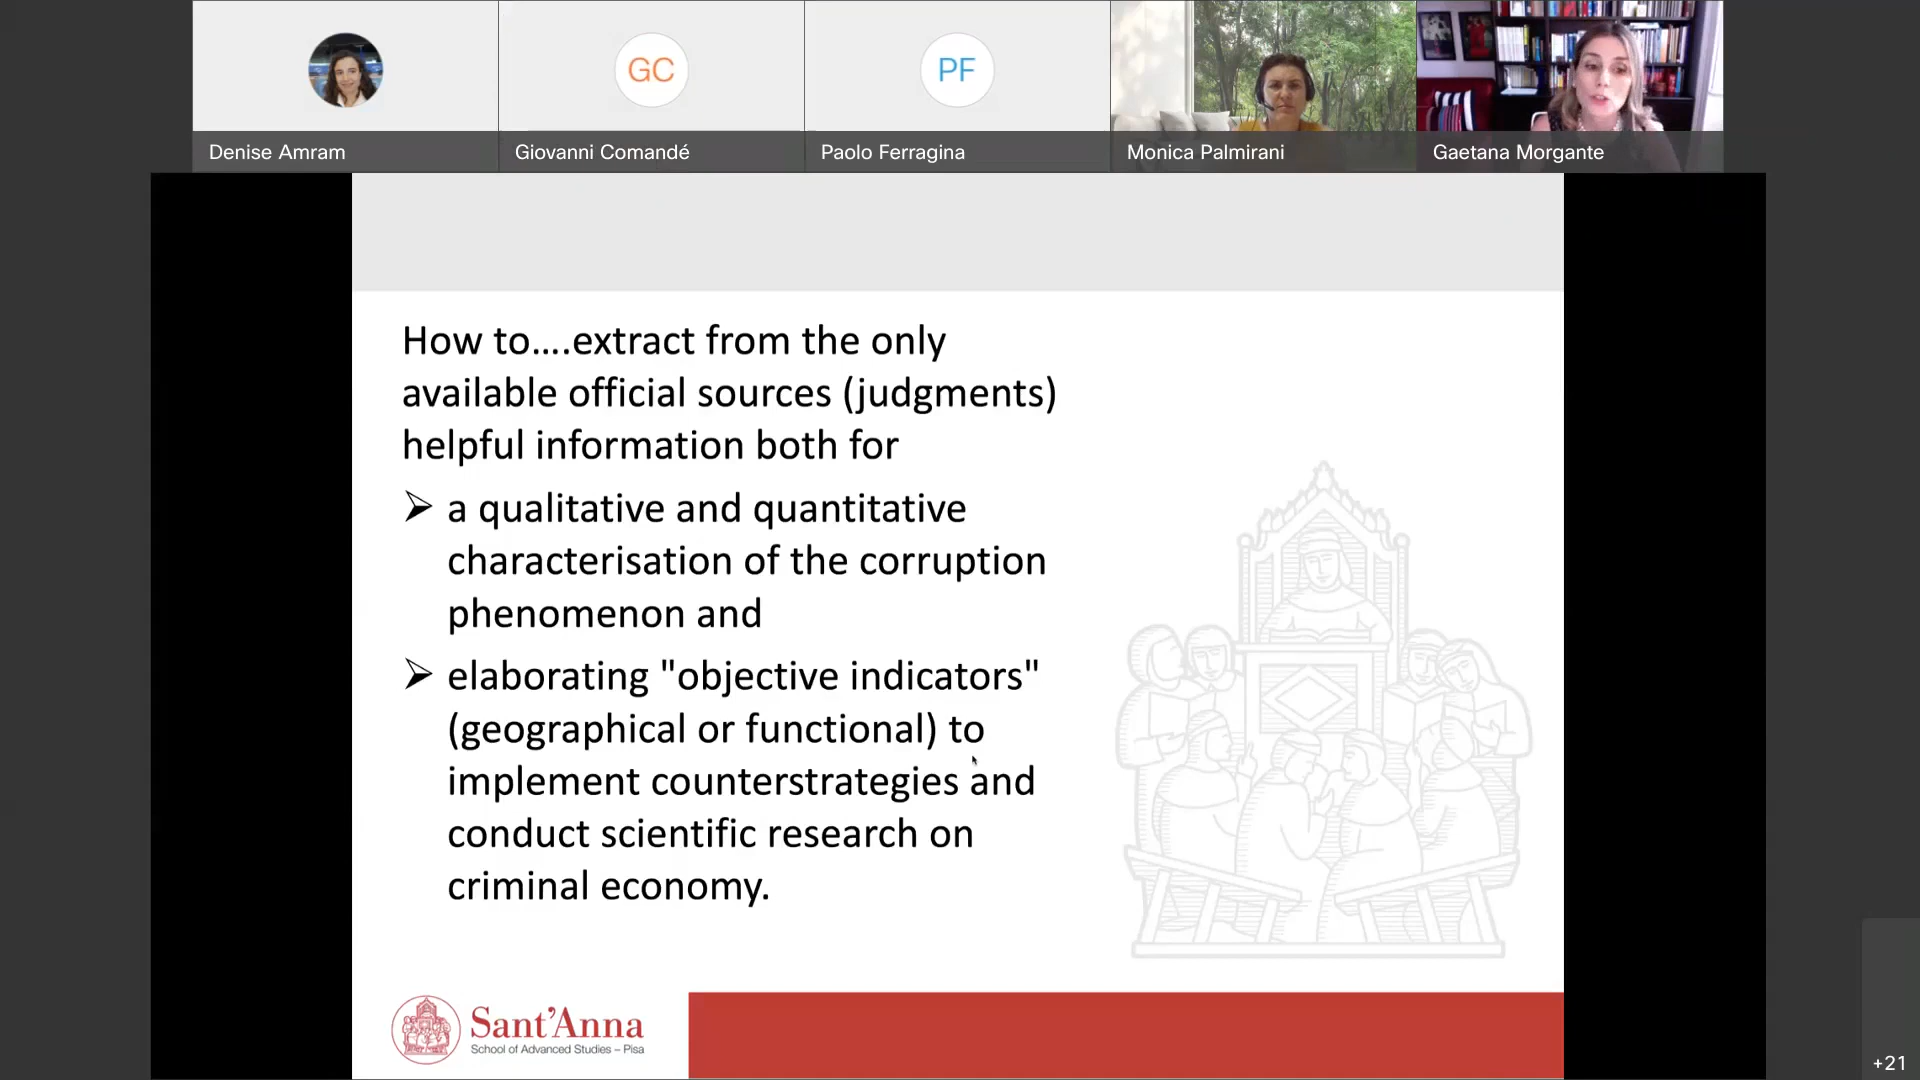 GC
PF
Denise Amram
Giovanni Comandé
Paolo Ferragina
Monica Palmirani
Gaetana Morgante
How to....extract from the only
available official sources (judgments)
helpful information both for
➢ a qualitative and quantitative
characterisation of the corruption
phenomenon and
➢ elaborating "objective indicators"
(geographical or functional) to
implement counterstrategies and
conduct scientific research on
criminal economy.
Sant'Anna
School of Advanced Studies – Pisa
+21